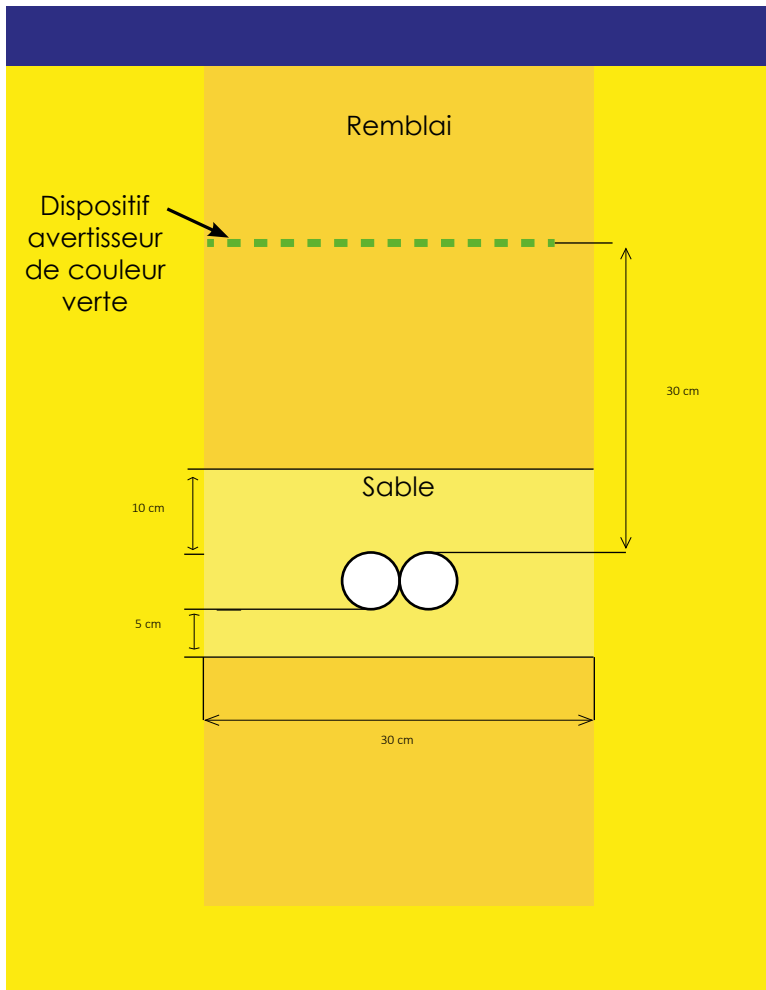 Remblai
Dispositif
avertisseur
de couleur
verte
30 cm
Sable
10 cm
5 cm
30 cm